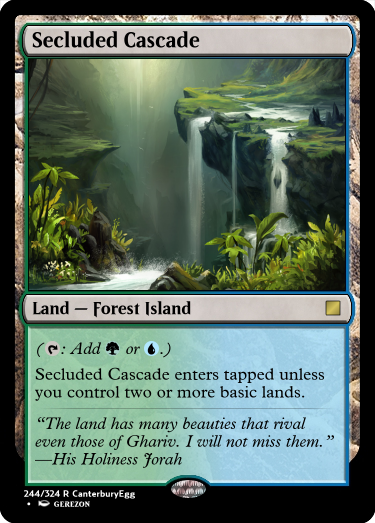 Secluded Cascade
Land — Forest Island
( : Add or .)
Secluded Cascade enters tapped unless
you control two or more basic lands.
“The land has many beauties that rival
even those of Ghariv. I will not miss them.”
—His Holiness Jorah
244/324 R CanterburyEgg
• GEREZON